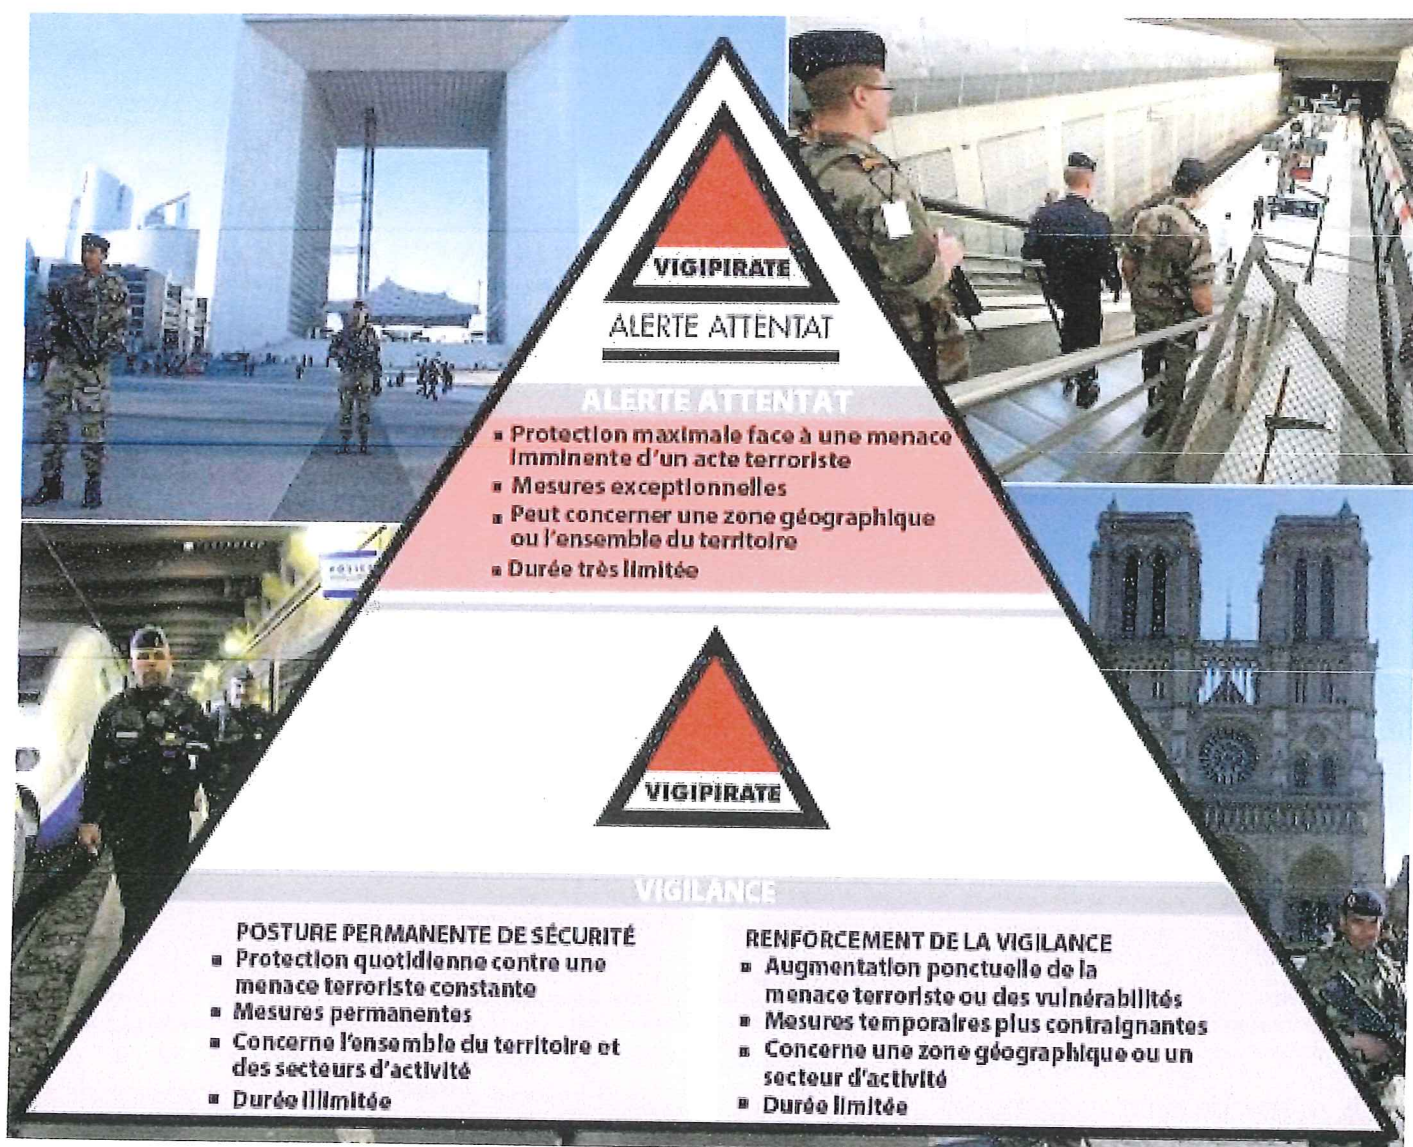 VIGIPIRATE
ALERTE ATTENTAT
ALERTE ATTENTAT
▪ Protection maximale face à une menace
imminente d'un acte terroriste
▪ Mesures exceptionnelles
▪ Peut concerner une zone géographique
ou l'ensemble du territoire
▪ Durée très limitée
POLICE
VIGIPIRATE
VIGILANCE
POSTURE PERMANENTE DE SÉCURITÉ
▪ Protection quotidienne contre une
menace terroriste constante
▪ Mesures permanentes
▪ Concerne l'ensemble du territoire et
des secteurs d'activité
▪ Durée illimitée
RENFORCEMENT DE LA VIGILANCE
▪ Augmentation ponctuelle de la
menace terroriste ou des vulnérabilités
▪ Mesures temporaires plus contraignantes
▪ Concerne une zone géographique ou un
secteur d'activité
▪ Durée limitée